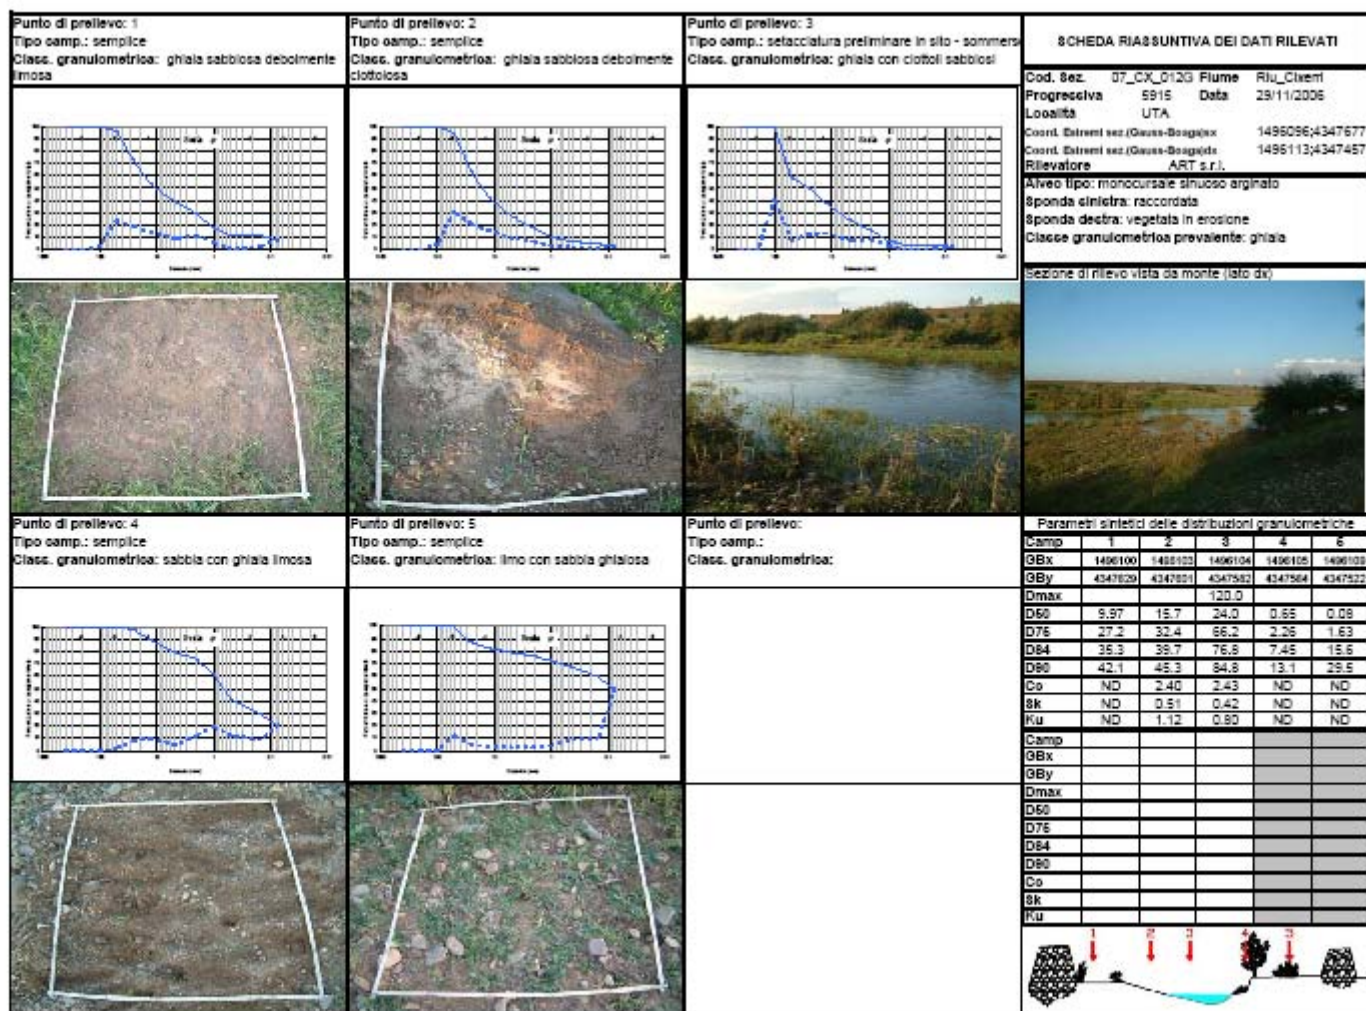 Punto di prelievo: 1
Tipo camp.: semplice
Class. granulometrica: ghiaia sabbiosa debolmente
limosa
Punto di prelievo: 2
Tipo camp.: semplice
Class. granulometrica: ghiaia sabbiosa debolmente
ciottolosa
Punto di prelievo: 3
Tipo camp.: setacciatura preliminare in sito - sommerso
Class. granulometrica: ghiaia con ciottoli sabbiosi
SCHEDA RIASSUNTIVA DEI DATI RILEVATI
Cod. Sez. 07_CX_012G Fiume Riu_Cixerri
Progressiva 5915 Data 29/11/2006
Località UTA
Coord. Estremi sez.(Gauss-Boaga)sx 1496096;4347677
Coord. Estremi sez.(Gauss-Boaga)dx 1496113;4347457
Rilevatore ART s.r.l.
Alveo tipo: monocursale sinuoso arginato
Sponda sinistra: raccordata
Sponda destra: vegetata in erosione
Classe granulometrica prevalente: ghiaia
Sezione di rilievo vista da monte (lato dx)
Punto di prelievo: 4
Tipo camp.: semplice
Class. granulometrica: sabbia con ghiaia limosa
Punto di prelievo: 5
Tipo camp.: semplice
Class. granulometrica: limo con sabbia ghiaiosa
Punto di prelievo:
Tipo camp.:
Class. granulometrica:
Parametri sintetici delle distribuzioni granulometriche
Camp 1 2 3 4 5
GBx 1496100 1496103 1496104 1496105 1496109
GBy 4347629 4347601 4347582 4347564 4347522
Dmax 120.0
D50 9.97 15.7 24.0 0.65 0.08
D75 27.2 32.4 66.2 2.26 1.63
D84 35.3 39.7 76.8 7.45 15.6
D90 42.1 45.3 84.8 13.1 29.5
Co ND 2.40 2.43 ND ND
Sk ND 0.51 0.42 ND ND
Ku ND 1.12 0.80 ND ND
Camp
GBx
GBy
Dmax
D50
D75
D84
D90
Co
Sk
Ku
1 2 3 4 5